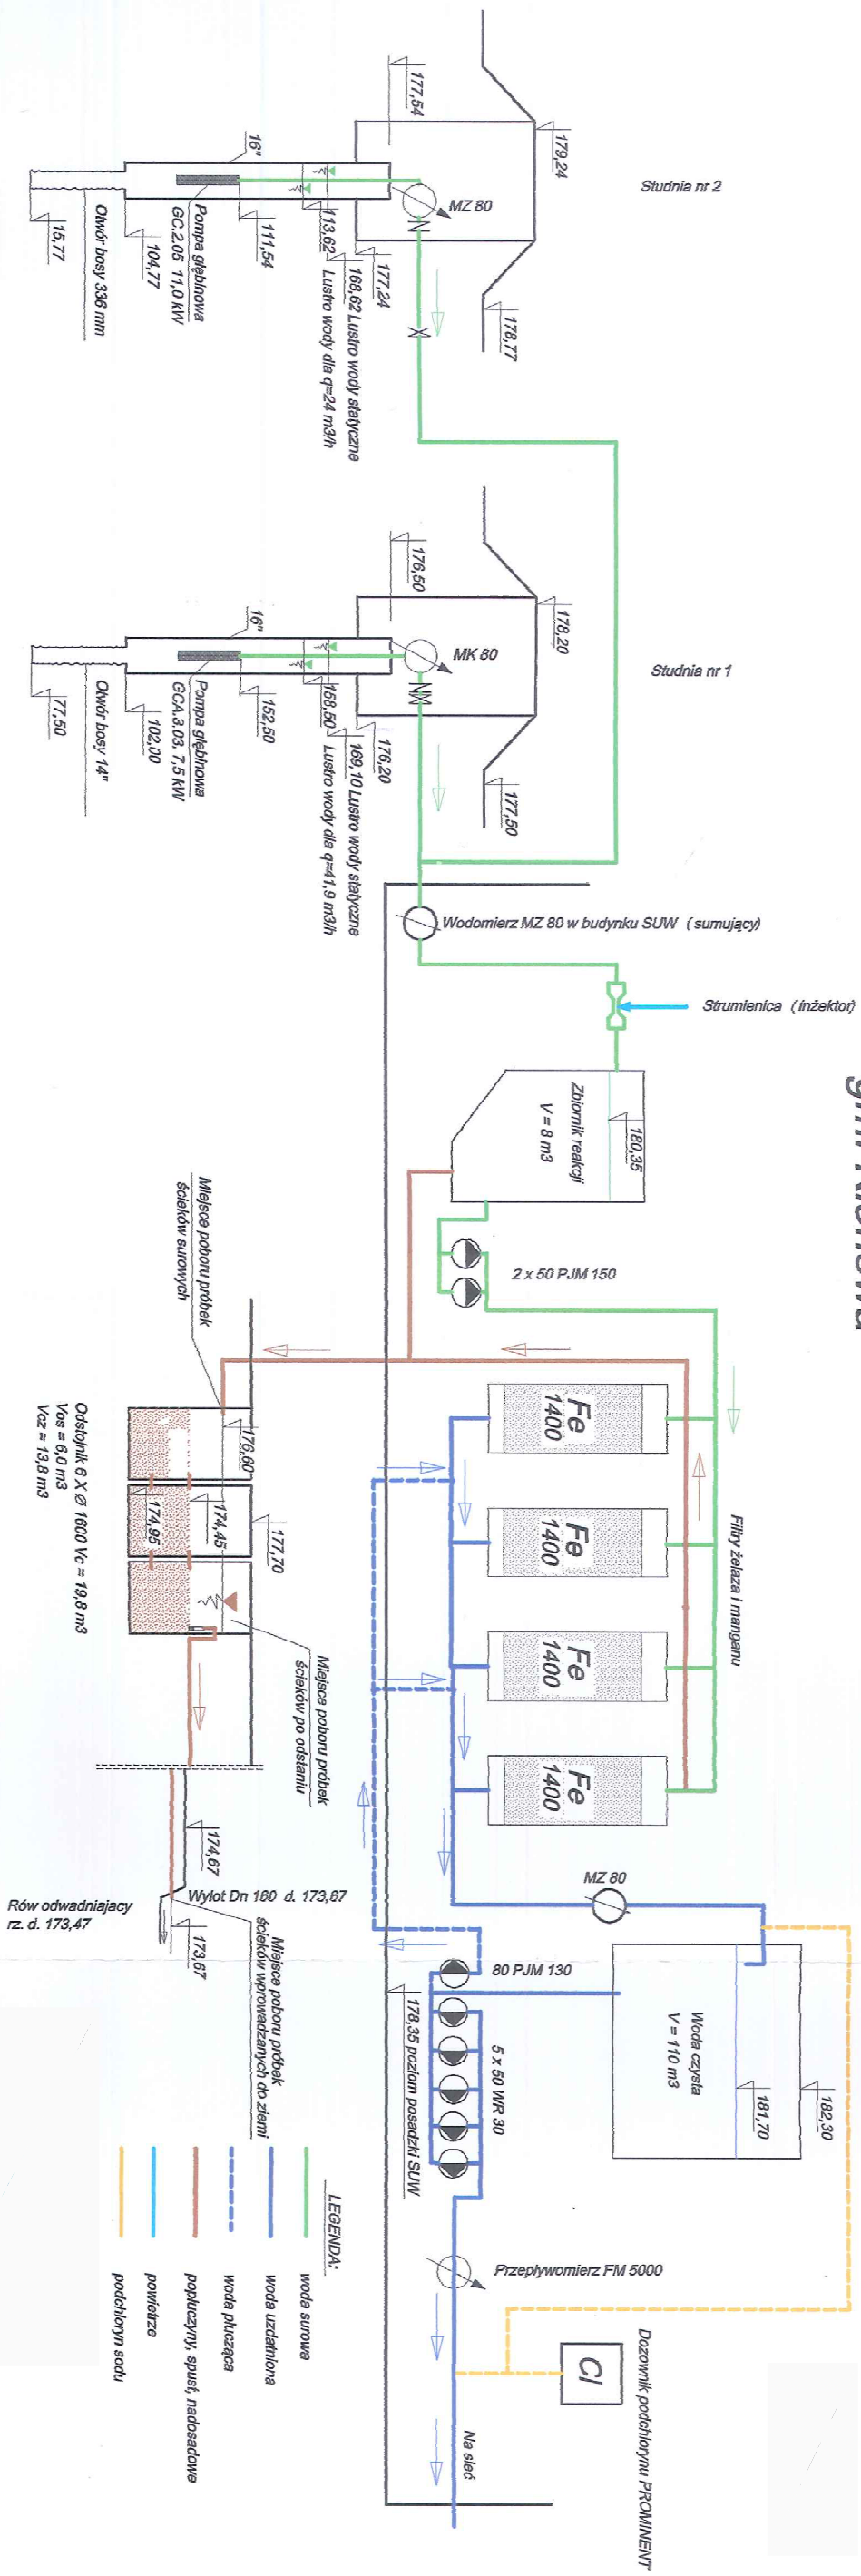 Studnia nr 2
179,24
178,77
177,54
MZ 80
177,24
168,62 Lustro wody statyczne
113,62
Lustro wody dla q=24 m3/h
16"
111,54
Pompa głębinowa
GC.2.05 11,0 kW
104,77
Otwór bosy 336 mm
15,77
Studnia nr 1
178,20
177,50
176,50
MK 80
176,20
169,10 Lustro wody statyczne
158,50
Lustro wody dla q=41,9 m3/h
16"
152,50
Pompa głębinowa
GCA.3.03. 7,5 kW
102,00
Otwór bosy 14"
77,50
Wodomierz MZ 80 w budynku SUW (sumujący)
Strumienica (inżektor)
180,35
Zbiornik reakcji
V = 8 m3
2 x 50 PJM 150
Filtry żelaza i manganu
Fe
1400
Fe
1400
Fe
1400
Fe
1400
Miejsce poboru próbek
ścieków surowych
176,60
177,70
174,45
174,95
Odstojnik 6 X Ø 1600 Vc = 19,8 m3
Vos = 6,0 m3
Vcz = 13,8 m3
Miejsce poboru próbek
ścieków po odstaniu
174,67
Wylot Dn 160 d. 173,67
173,67
Rów odwadniajacy
rz. d. 173,47
Miejsce poboru próbek
ścieków wprowadzanych do ziemi
MZ 80
80 PJM 130
5 x 50 WR 30
178,35 poziom posadzki SUW
Woda czysta
V = 110 m3
182,30
181,70
Przepływomierz FM 5000
Cl
Dozownik podchlorynu PROMINENT
Na sieć
LEGENDA:
woda surowa
woda uzdatniona
woda płucząca
popłuczyny, spust, nadosadowe
powietrze
podchloryn sodu